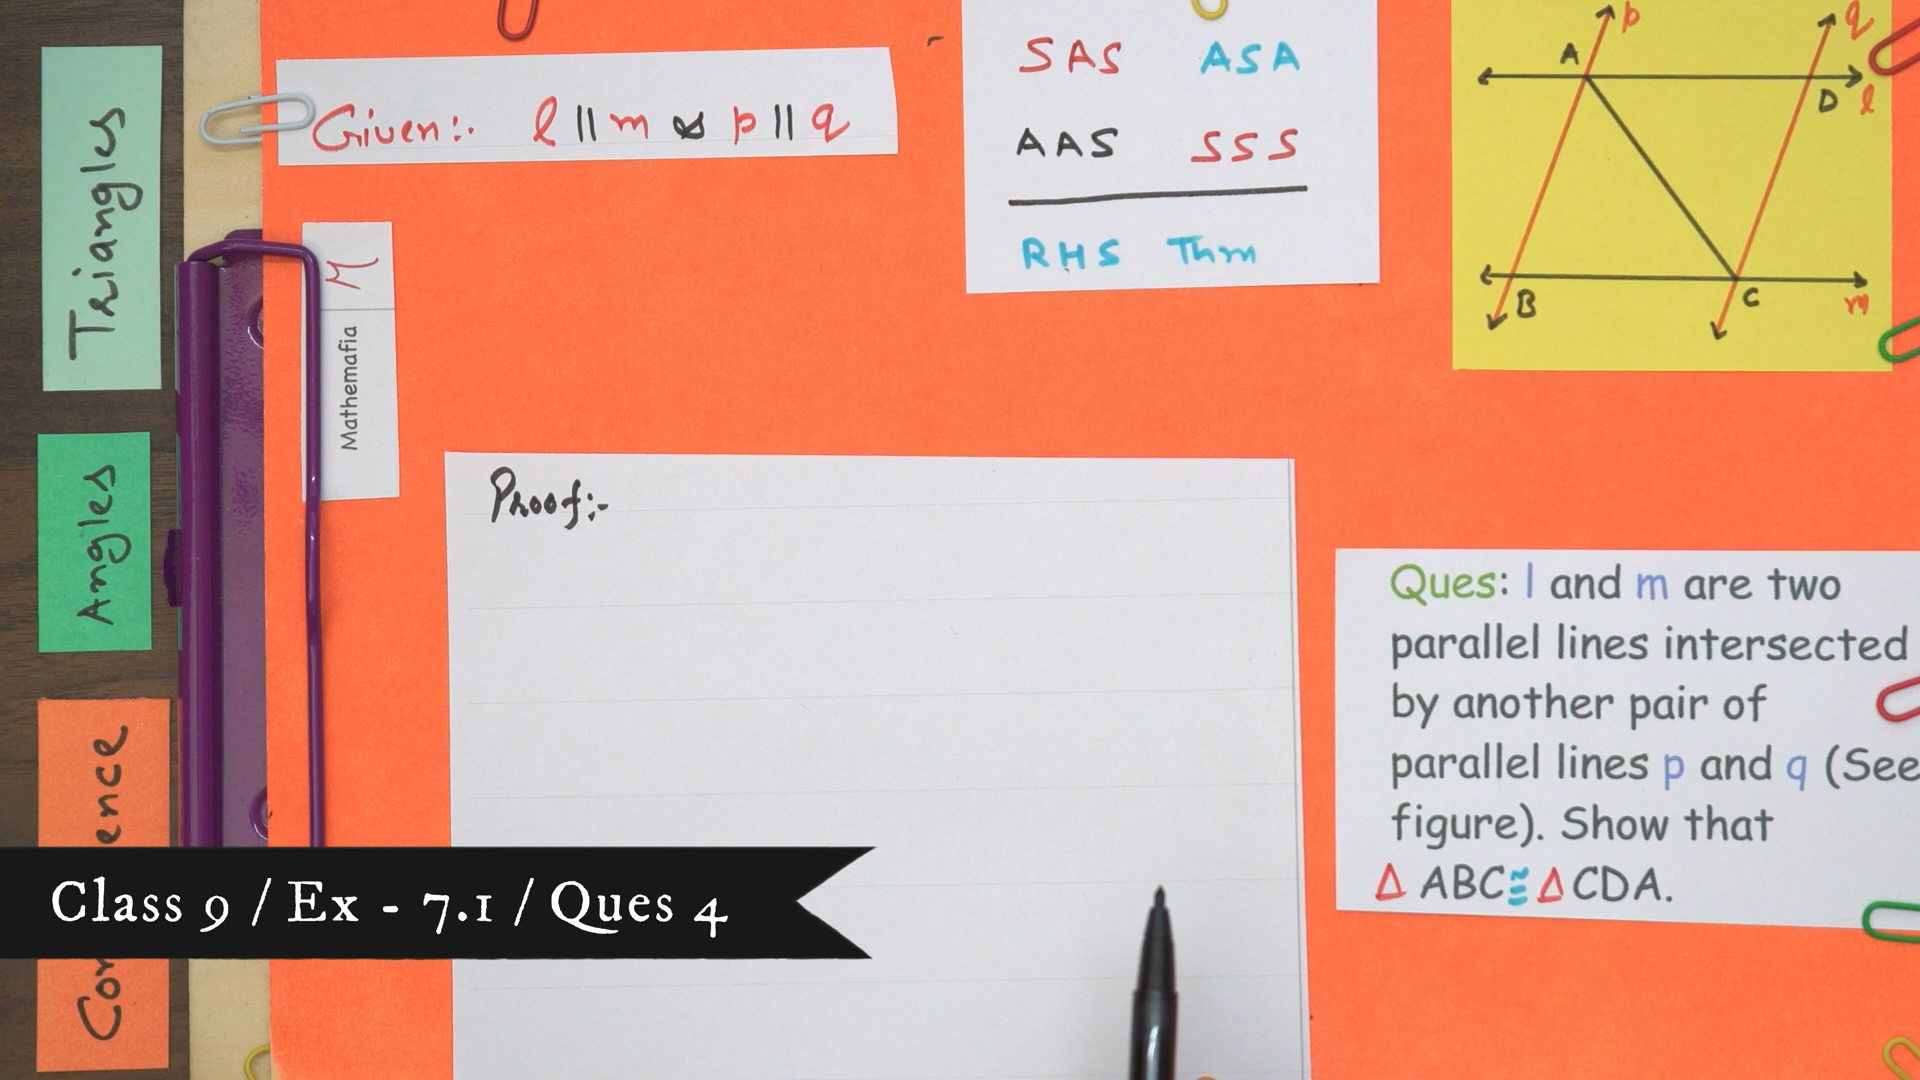 Triangles
Angles
ence
Given:. l || m & p || q
M
Mathemafia
SAS ASA
AAS SSS
RHS Thm
p
q
A
D
l
B
C
m
Proof:-
Ques: l and m are two
parallel lines intersected
by another pair of
parallel lines p and q (See
figure). Show that
Δ ABC ≅ Δ CDA.
Class 9 / Ex - 7.1 / Ques 4